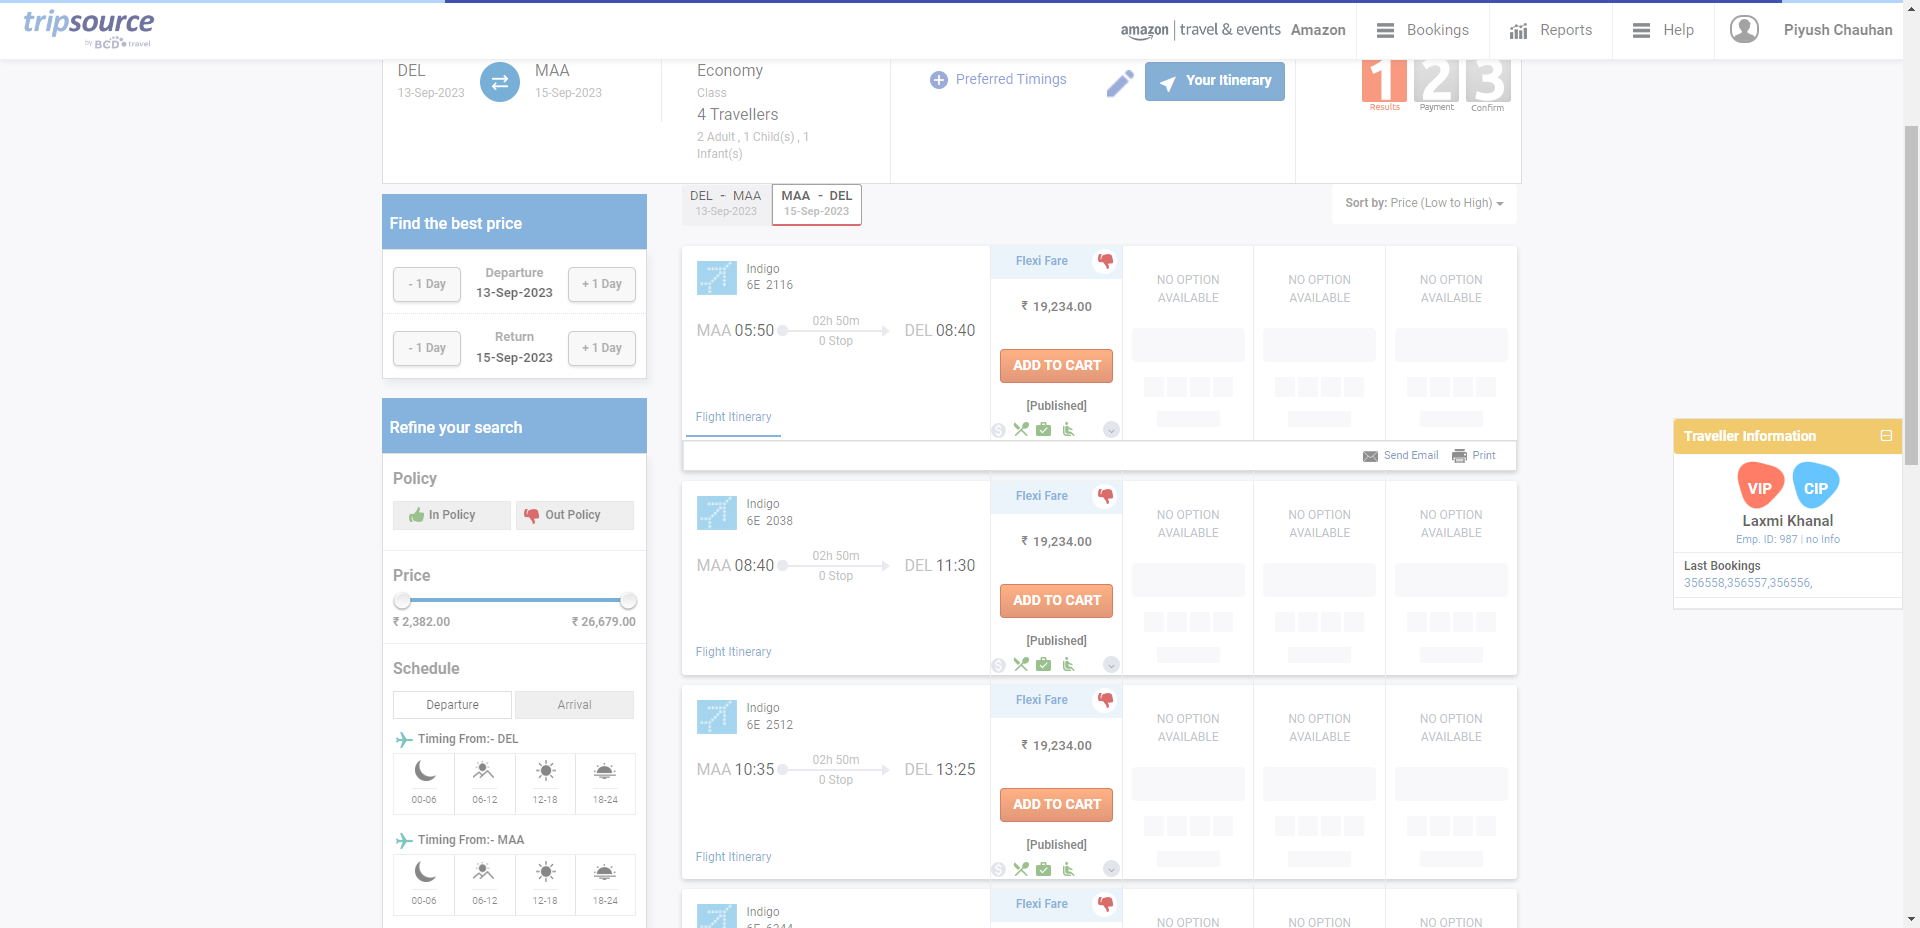 tripsource
by BCD travel
amazon | travel & events Amazon
Bookings
Reports
Help
Piyush Chauhan
DEL
13-Sep-2023
MAA
15-Sep-2023
Economy
Class
4 Travellers
2 Adult , 1 Child(s) , 1
Infant(s)
Preferred Timings
Your Itinerary
1 Results
2 Payment
3 Confirm
Find the best price
- 1 Day
Departure
13-Sep-2023
+ 1 Day
- 1 Day
Return
15-Sep-2023
+ 1 Day
Refine your search
Policy
In Policy
Out Policy
Price
₹ 2,382.00
₹ 26,679.00
Schedule
Departure
Arrival
Timing From:- DEL
00-06
06-12
12-18
18-24
Timing From:- MAA
00-06
06-12
12-18
18-24
DEL - MAA
13-Sep-2023
MAA - DEL
15-Sep-2023
Sort by: Price (Low to High)
Indigo
6E 2116
MAA 05:50
02h 50m
0 Stop
DEL 08:40
Flight Itinerary
Flexi Fare
₹ 19,234.00
ADD TO CART
[Published]
NO OPTION
AVAILABLE
NO OPTION
AVAILABLE
NO OPTION
AVAILABLE
Send Email
Print
Indigo
6E 2038
MAA 08:40
02h 50m
0 Stop
DEL 11:30
Flight Itinerary
Flexi Fare
₹ 19,234.00
ADD TO CART
[Published]
NO OPTION
AVAILABLE
NO OPTION
AVAILABLE
NO OPTION
AVAILABLE
Indigo
6E 2512
MAA 10:35
02h 50m
0 Stop
DEL 13:25
Flight Itinerary
Flexi Fare
₹ 19,234.00
ADD TO CART
[Published]
NO OPTION
AVAILABLE
NO OPTION
AVAILABLE
NO OPTION
AVAILABLE
Indigo
Flexi Fare
NO OPTION
NO OPTION
NO OPTION
Traveller Information
VIP
CIP
Laxmi Khanal
Emp. ID: 987 | no Info
Last Bookings
356558,356557,356556,